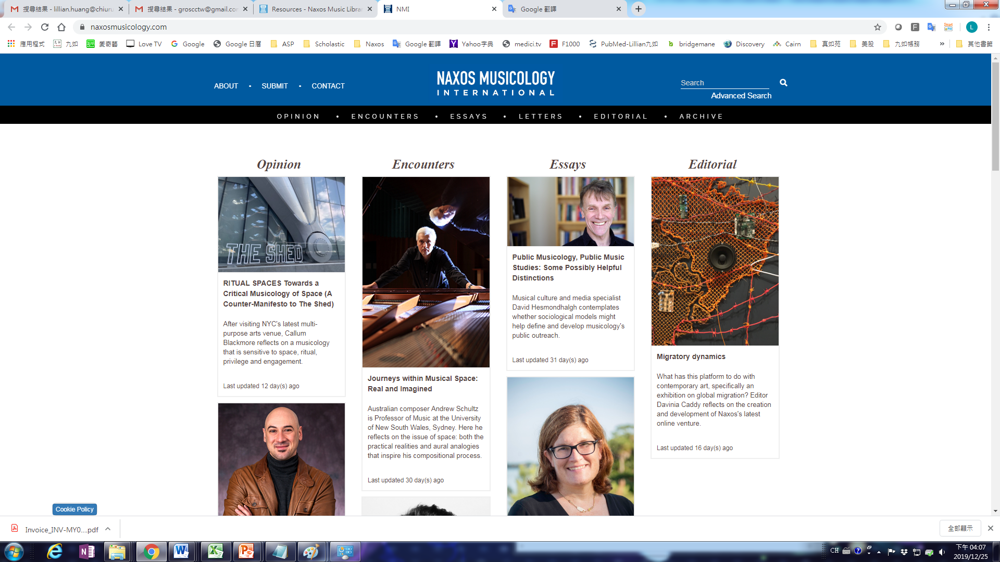 搜尋結果 - lillian.huang@chiuru
搜尋結果 - groscctw@gmail.com
Resources - Naxos Music Librar
NMI
Google 翻譯
naxosmusicology.com
L
應用程式
九如
愛奇藝
Love TV
Google
Google 日曆
ASP
Scholastic
Naxos
Google 翻譯
Yahoo字典
medici.tv
F1000
PubMed-Lillian九如
bridgemane
Discovery
Cairn
真如苑
美股
九如帳務
»
其他書籤
ABOUT • SUBMIT • CONTACT
NAXOS MUSICOLOGY
INTERNATIONAL
Search
Advanced Search
OPINION • ENCOUNTERS • ESSAYS • LETTERS • EDITORIAL • ARCHIVE
Opinion
THE SHED
RITUAL SPACES Towards a
Critical Musicology of Space (A
Counter-Manifesto to The Shed)
After visiting NYC's latest multi-
purpose arts venue, Callum
Blackmore reflects on a musicology
that is sensitive to space, ritual,
privilege and engagement.
Last updated 12 day(s) ago
Encounters
Journeys within Musical Space:
Real and Imagined
Australian composer Andrew Schultz
is Professor of Music at the University
of New South Wales, Sydney. Here he
reflects on the issue of space: both the
practical realities and aural analogies
that inspire his compositional process.
Last updated 30 day(s) ago
Essays
Public Musicology, Public Music
Studies: Some Possibly Helpful
Distinctions
Musical culture and media specialist
David Hesmondhalgh contemplates
whether sociological models might
help define and develop musicology's
public outreach.
Last updated 31 day(s) ago
Editorial
Migratory dynamics
What has this platform to do with
contemporary art, specifically an
exhibition on global migration? Editor
Davinia Caddy reflects on the creation
and development of Naxos's latest
online venture.
Last updated 16 day(s) ago
Cookie Policy
Invoice_INV-MY0....pdf
全部顯示
CH
下午 04:07
2019/12/25